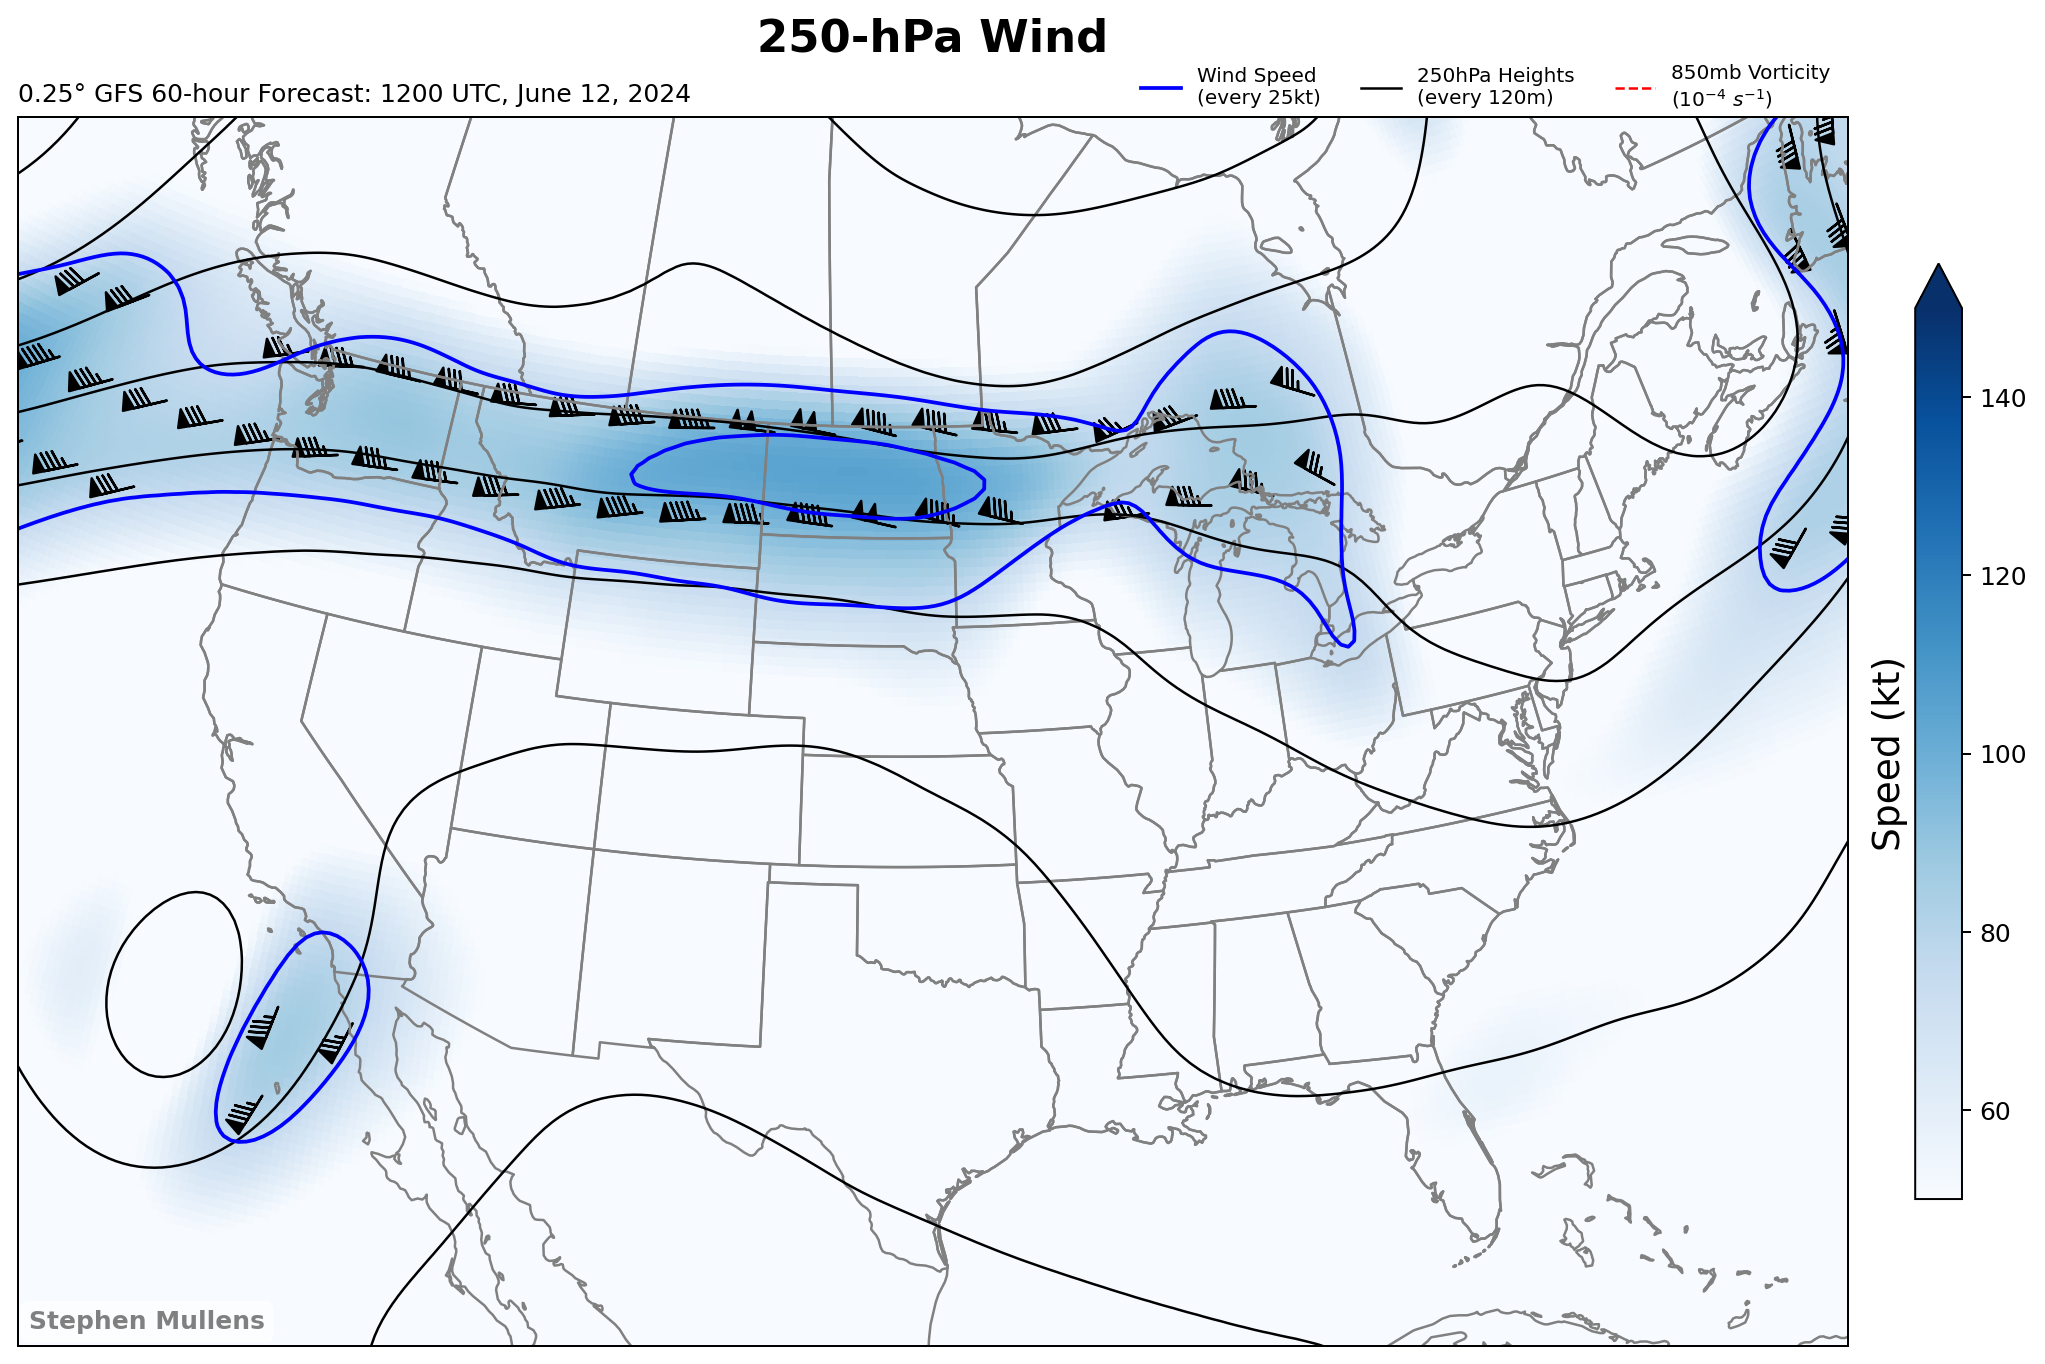 250-hPa Wind
0.25° GFS 60-hour Forecast: 1200 UTC, June 12, 2024
Wind Speed
(every 25kt)
250hPa Heights
(every 120m)
850mb Vorticity
(10⁻⁴ s⁻¹)
140
120
100
80
60
Speed (kt)
Stephen Mullens